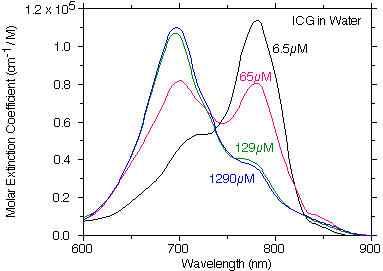 1.2 x 10⁵
ICG in Water
6.5µM
65µM
129µM
1290µM
1.0
0.8
0.6
0.4
0.2
0.0
Molar Extinction Coefficient (cm⁻¹ / M)
600
700
800
900
Wavelength (nm)